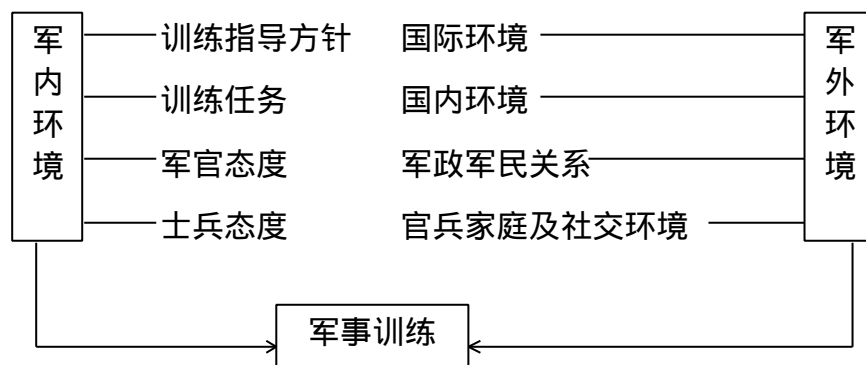 军内环境
训练指导方针
训练任务
军官态度
士兵态度
国际环境
国内环境
军政军民关系
官兵家庭及社交环境
军外环境
军事训练